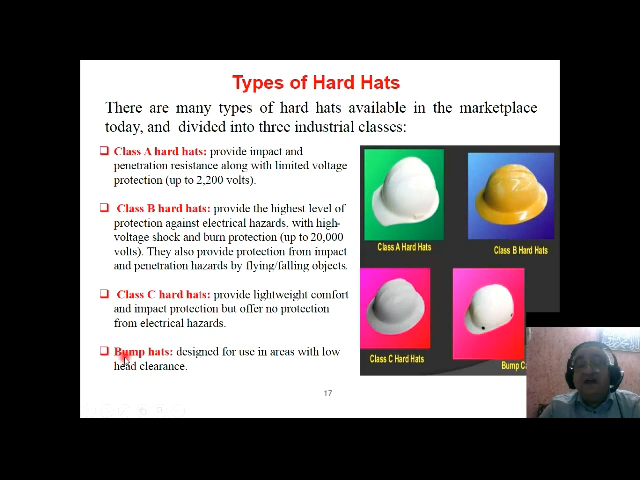 Types of Hard Hats
There are many types of hard hats available in the marketplace
today, and divided into three industrial classes:
❑ Class A hard hats: provide impact and
penetration resistance along with limited voltage
protection (up to 2,200 volts).
❑ Class B hard hats: provide the highest level of
protection against electrical hazards, with high-
voltage shock and burn protection (up to 20,000
volts). They also provide protection from impact
and penetration hazards by flying/falling objects.
❑ Class C hard hats: provide lightweight comfort
and impact protection but offer no protection
from electrical hazards.
❑ Bump hats: designed for use in areas with low
head clearance.
Class A Hard Hats
Class B Hard Hats
Class C Hard Hats
Bump C
17